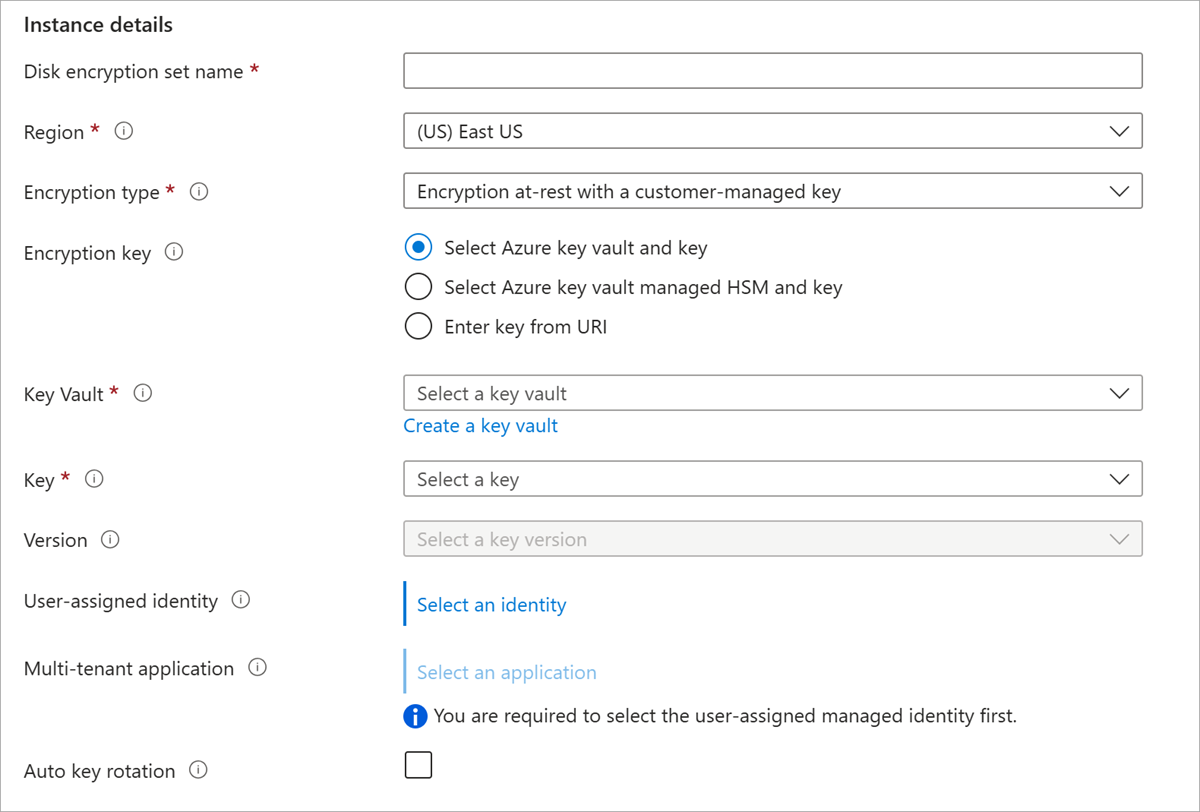 Instance details
Disk encryption set name *
Region *
(US) East US
Encryption type *
Encryption at-rest with a customer-managed key
Encryption key
Select Azure key vault and key
Select Azure key vault managed HSM and key
Enter key from URI
Key Vault *
Select a key vault
Create a key vault
Key *
Select a key
Version
Select a key version
User-assigned identity
Select an identity
Multi-tenant application
Select an application
You are required to select the user-assigned managed identity first.
Auto key rotation